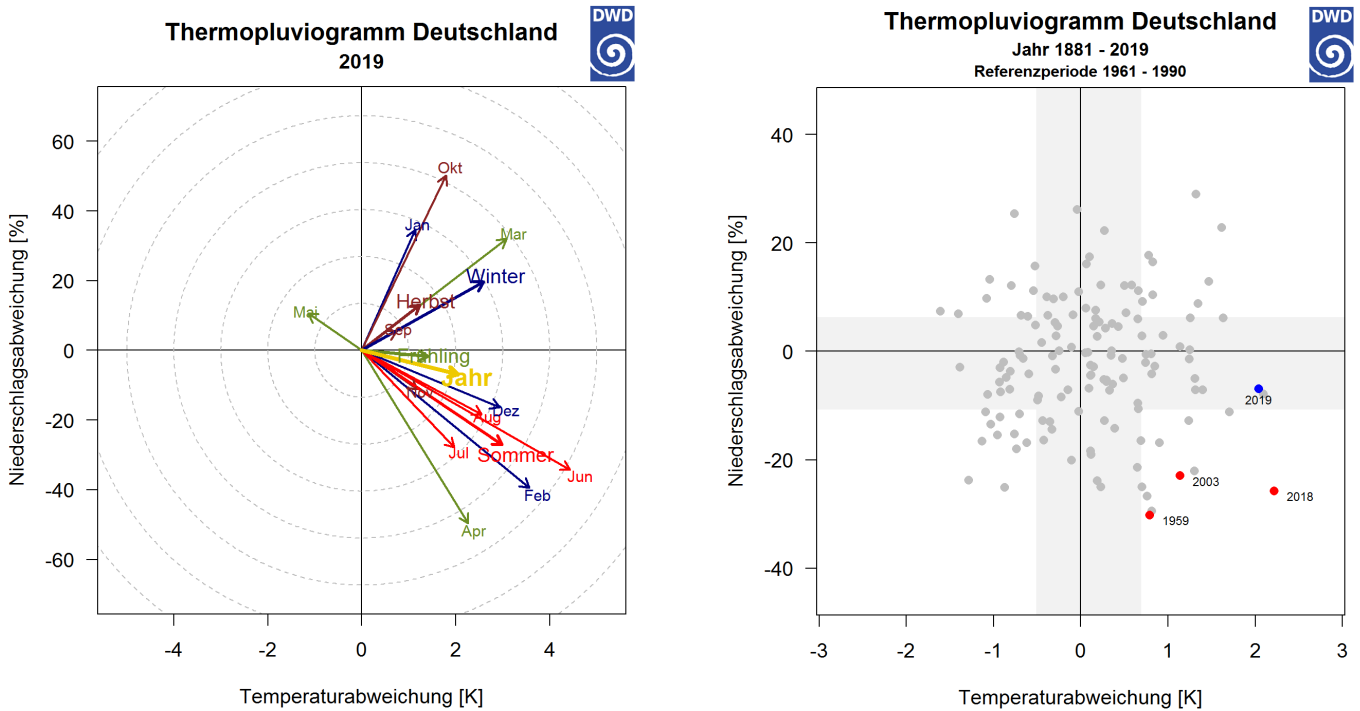 Thermopluviogramm Deutschland
2019
DWD
Niederschlagsabweichung [%]
60
40
20
0
-20
-40
-60
Okt
Jan
Mar
Winter
Herbst
Mai
Sep
Frühling
Jahr
Nov
Dez
Aug
Jul
Sommer
Jun
Feb
Apr
-4
-2
0
2
4
Temperaturabweichung [K]
Thermopluviogramm Deutschland
Jahr 1881 - 2019
Referenzperiode 1961 - 1990
DWD
Niederschlagsabweichung [%]
40
20
0
-20
-40
2019
2003
2018
1959
-3
-2
-1
0
1
2
3
Temperaturabweichung [K]